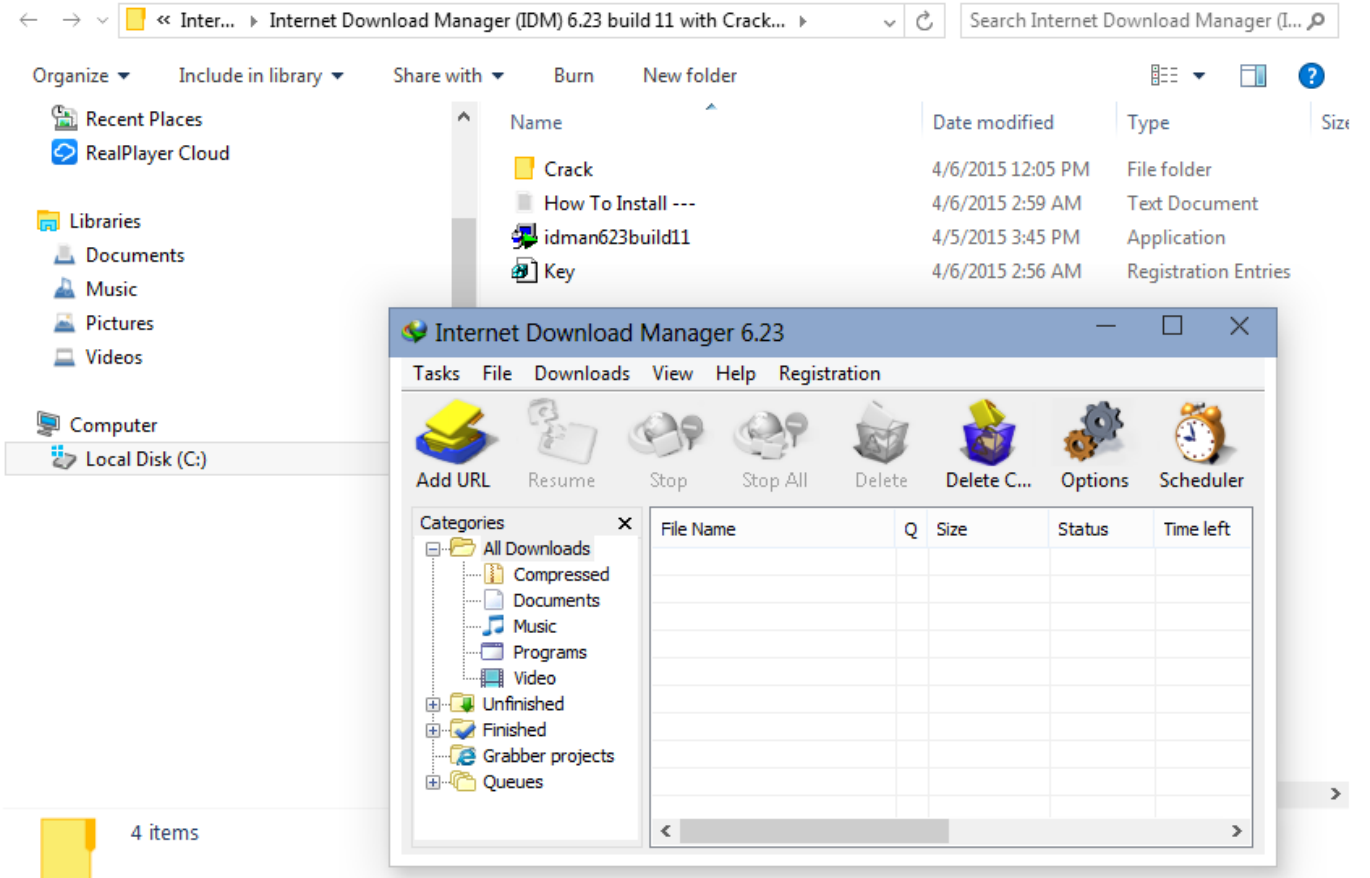 « Inter... Internet Download Manager (IDM) 6.23 build 11 with Crack... Search Internet Download Manager (I...
Organize Include in library Share with Burn New folder ?
Recent Places
RealPlayer Cloud
Libraries
Documents
Music
Pictures
Videos
Computer
Local Disk (C:)
Name Date modified Type Size
Crack 4/6/2015 12:05 PM File folder
How To Install --- 4/6/2015 2:59 AM Text Document
idman623build11 4/5/2015 3:45 PM Application
Key 4/6/2015 2:56 AM Registration Entries
Internet Download Manager 6.23
Tasks File Downloads View Help Registration
Add URL Resume Stop Stop All Delete Delete C... Options Scheduler
Categories
All Downloads
Compressed
Documents
Music
Programs
Video
Unfinished
Finished
Grabber projects
Queues
File Name Q Size Status Time left
4 items